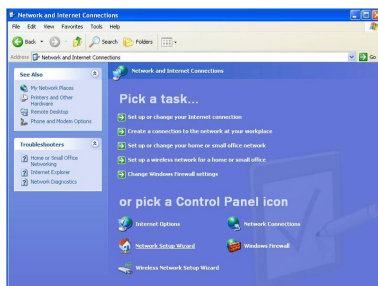 Network and Internet Connections
File Edit View Favorites Tools Help
Back Search Folders
Address Network and Internet Connections Go
See Also
My Network Places
Printers and Other
Hardware
Remote Desktop
Phone and Modem Options
Troubleshooters
Home or Small Office
Networking
Internet Explorer
Network Diagnostics
Network and Internet Connections
Pick a task...
Set up or change your Internet connection
Create a connection to the network at your workplace
Set up or change your home or small office network
Set up a wireless network for a home or small office
Change Windows Firewall settings
or pick a Control Panel icon
Internet Options
Network Connections
Network Setup Wizard
Windows Firewall
Wireless Network Setup Wizard